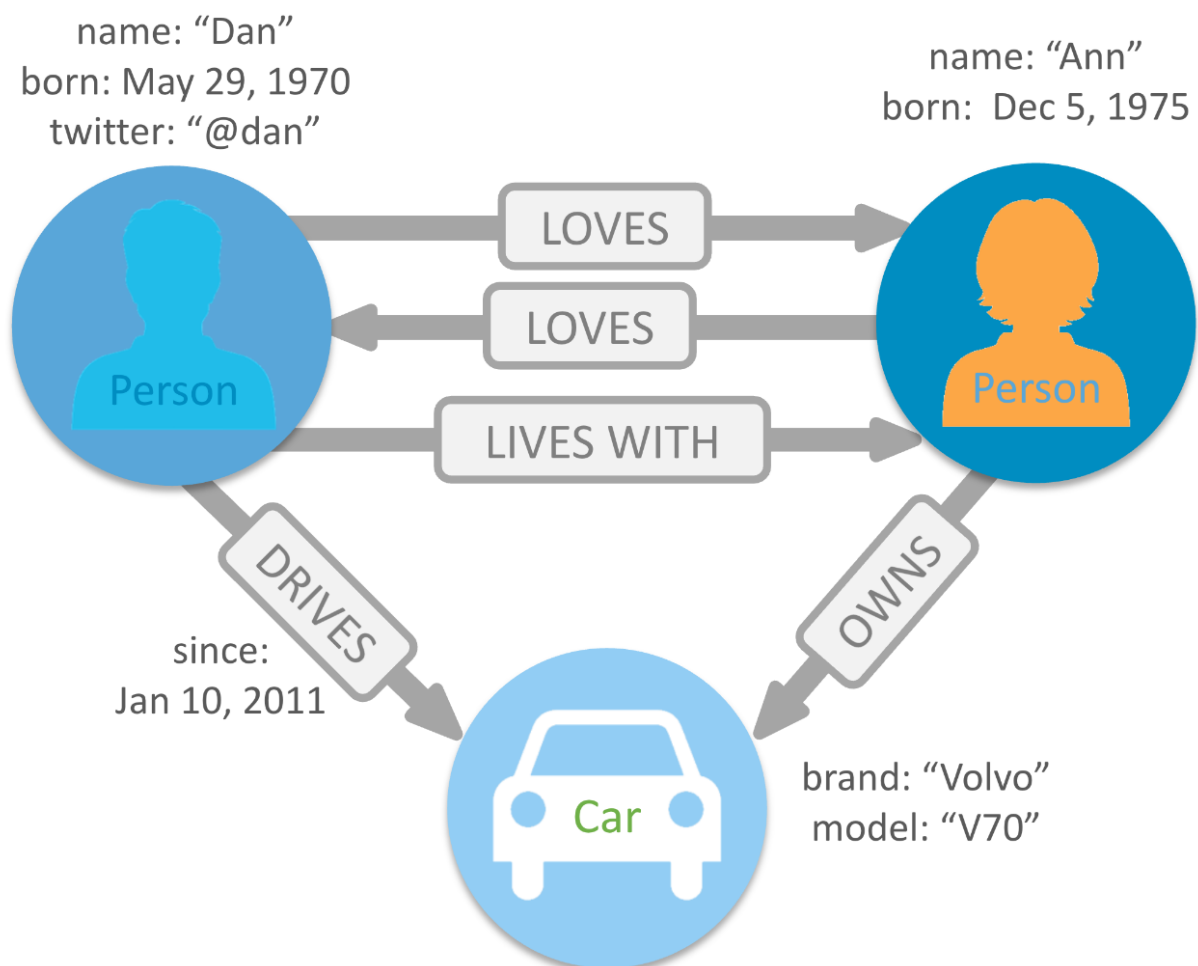 name: “Dan”
born: May 29, 1970
twitter: “@dan”
name: “Ann”
born:  Dec 5, 1975
LOVES
LOVES
Person
Person
LIVES WITH
DRIVES
OWNS
since:
Jan 10, 2011
Car
brand: “Volvo”
model: “V70”